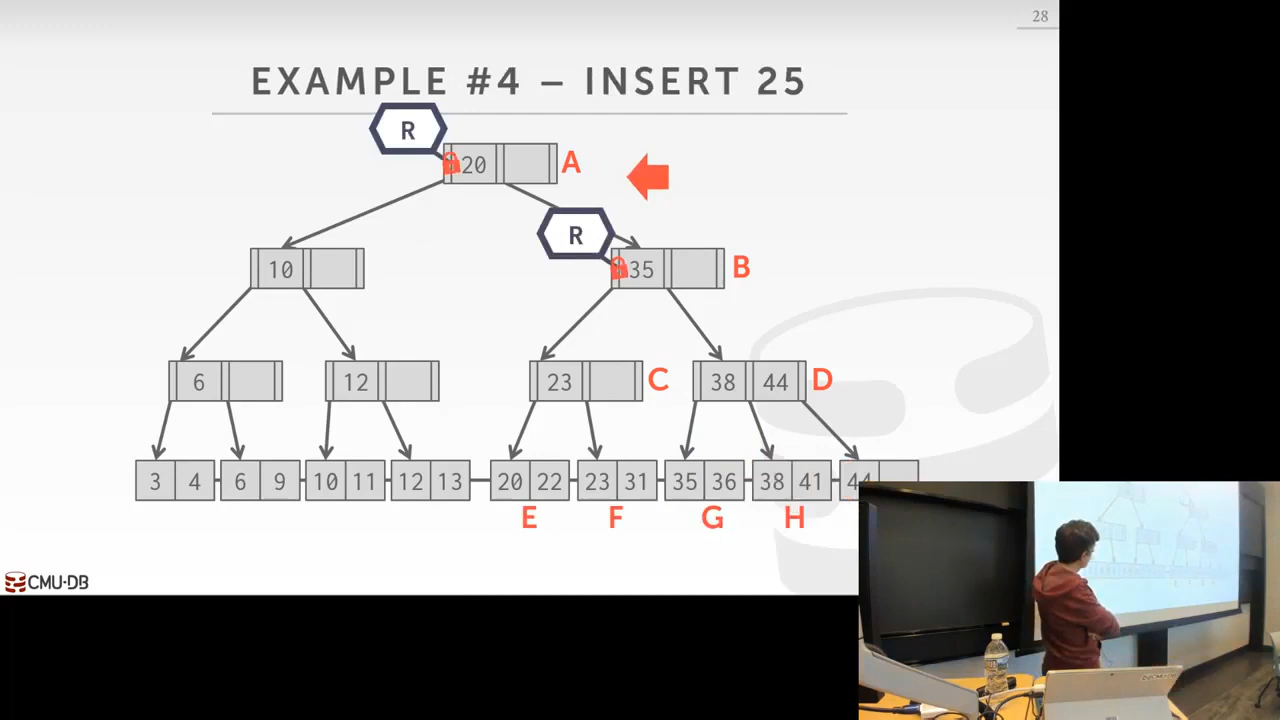 28
EXAMPLE #4 – INSERT 25
R
20 A
R
10 35 B
6 12 23 C 38 44 D
3 4 6 9 10 11 12 13 20 22 23 31 35 36 38 41 44
E F G H
CMU·DB